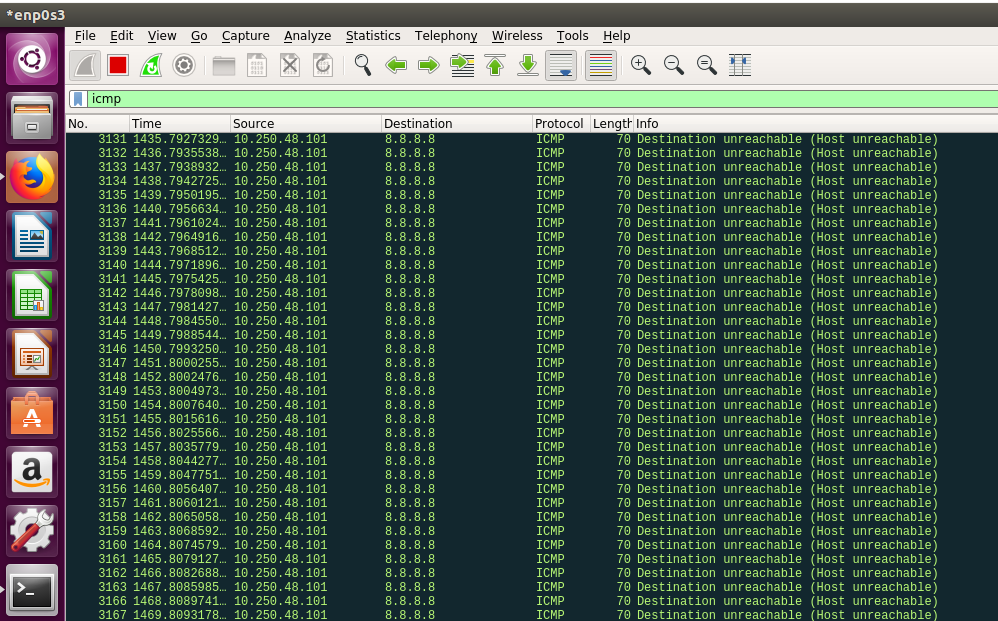 *enp0s3
File Edit View Go Capture Analyze Statistics Telephony Wireless Tools Help
icmp
No. Time Source Destination Protocol Length Info
3131 1435.7927329… 10.250.48.101 8.8.8.8 ICMP 70 Destination unreachable (Host unreachable)
3132 1436.7935538… 10.250.48.101 8.8.8.8 ICMP 70 Destination unreachable (Host unreachable)
3133 1437.7938932… 10.250.48.101 8.8.8.8 ICMP 70 Destination unreachable (Host unreachable)
3134 1438.7942725… 10.250.48.101 8.8.8.8 ICMP 70 Destination unreachable (Host unreachable)
3135 1439.7950195… 10.250.48.101 8.8.8.8 ICMP 70 Destination unreachable (Host unreachable)
3136 1440.7956634… 10.250.48.101 8.8.8.8 ICMP 70 Destination unreachable (Host unreachable)
3137 1441.7961024… 10.250.48.101 8.8.8.8 ICMP 70 Destination unreachable (Host unreachable)
3138 1442.7964916… 10.250.48.101 8.8.8.8 ICMP 70 Destination unreachable (Host unreachable)
3139 1443.7968512… 10.250.48.101 8.8.8.8 ICMP 70 Destination unreachable (Host unreachable)
3140 1444.7971896… 10.250.48.101 8.8.8.8 ICMP 70 Destination unreachable (Host unreachable)
3141 1445.7975425… 10.250.48.101 8.8.8.8 ICMP 70 Destination unreachable (Host unreachable)
3142 1446.7978098… 10.250.48.101 8.8.8.8 ICMP 70 Destination unreachable (Host unreachable)
3143 1447.7981427… 10.250.48.101 8.8.8.8 ICMP 70 Destination unreachable (Host unreachable)
3144 1448.7984550… 10.250.48.101 8.8.8.8 ICMP 70 Destination unreachable (Host unreachable)
3145 1449.7988544… 10.250.48.101 8.8.8.8 ICMP 70 Destination unreachable (Host unreachable)
3146 1450.7993250… 10.250.48.101 8.8.8.8 ICMP 70 Destination unreachable (Host unreachable)
3147 1451.8000255… 10.250.48.101 8.8.8.8 ICMP 70 Destination unreachable (Host unreachable)
3148 1452.8002476… 10.250.48.101 8.8.8.8 ICMP 70 Destination unreachable (Host unreachable)
3149 1453.8004973… 10.250.48.101 8.8.8.8 ICMP 70 Destination unreachable (Host unreachable)
3150 1454.8007640… 10.250.48.101 8.8.8.8 ICMP 70 Destination unreachable (Host unreachable)
3151 1455.8015616… 10.250.48.101 8.8.8.8 ICMP 70 Destination unreachable (Host unreachable)
3152 1456.8025566… 10.250.48.101 8.8.8.8 ICMP 70 Destination unreachable (Host unreachable)
3153 1457.8035779… 10.250.48.101 8.8.8.8 ICMP 70 Destination unreachable (Host unreachable)
3154 1458.8044277… 10.250.48.101 8.8.8.8 ICMP 70 Destination unreachable (Host unreachable)
3155 1459.8047751… 10.250.48.101 8.8.8.8 ICMP 70 Destination unreachable (Host unreachable)
3156 1460.8056407… 10.250.48.101 8.8.8.8 ICMP 70 Destination unreachable (Host unreachable)
3157 1461.8060121… 10.250.48.101 8.8.8.8 ICMP 70 Destination unreachable (Host unreachable)
3158 1462.8065058… 10.250.48.101 8.8.8.8 ICMP 70 Destination unreachable (Host unreachable)
3159 1463.8068592… 10.250.48.101 8.8.8.8 ICMP 70 Destination unreachable (Host unreachable)
3160 1464.8074579… 10.250.48.101 8.8.8.8 ICMP 70 Destination unreachable (Host unreachable)
3161 1465.8079127… 10.250.48.101 8.8.8.8 ICMP 70 Destination unreachable (Host unreachable)
3162 1466.8082688… 10.250.48.101 8.8.8.8 ICMP 70 Destination unreachable (Host unreachable)
3163 1467.8085985… 10.250.48.101 8.8.8.8 ICMP 70 Destination unreachable (Host unreachable)
3166 1468.8089741… 10.250.48.101 8.8.8.8 ICMP 70 Destination unreachable (Host unreachable)
3167 1469.8093178… 10.250.48.101 8.8.8.8 ICMP 70 Destination unreachable (Host unreachable)